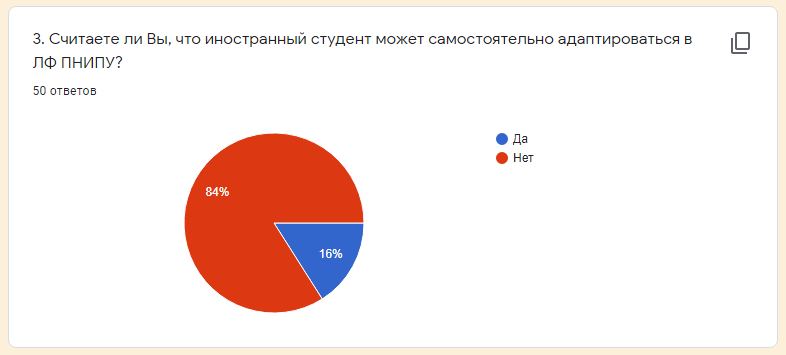 3. Считаете ли Вы, что иностранный студент может самостоятельно адаптироваться в
ЛФ ПНИПУ?
50 ответов
Да
Нет
84%
16%